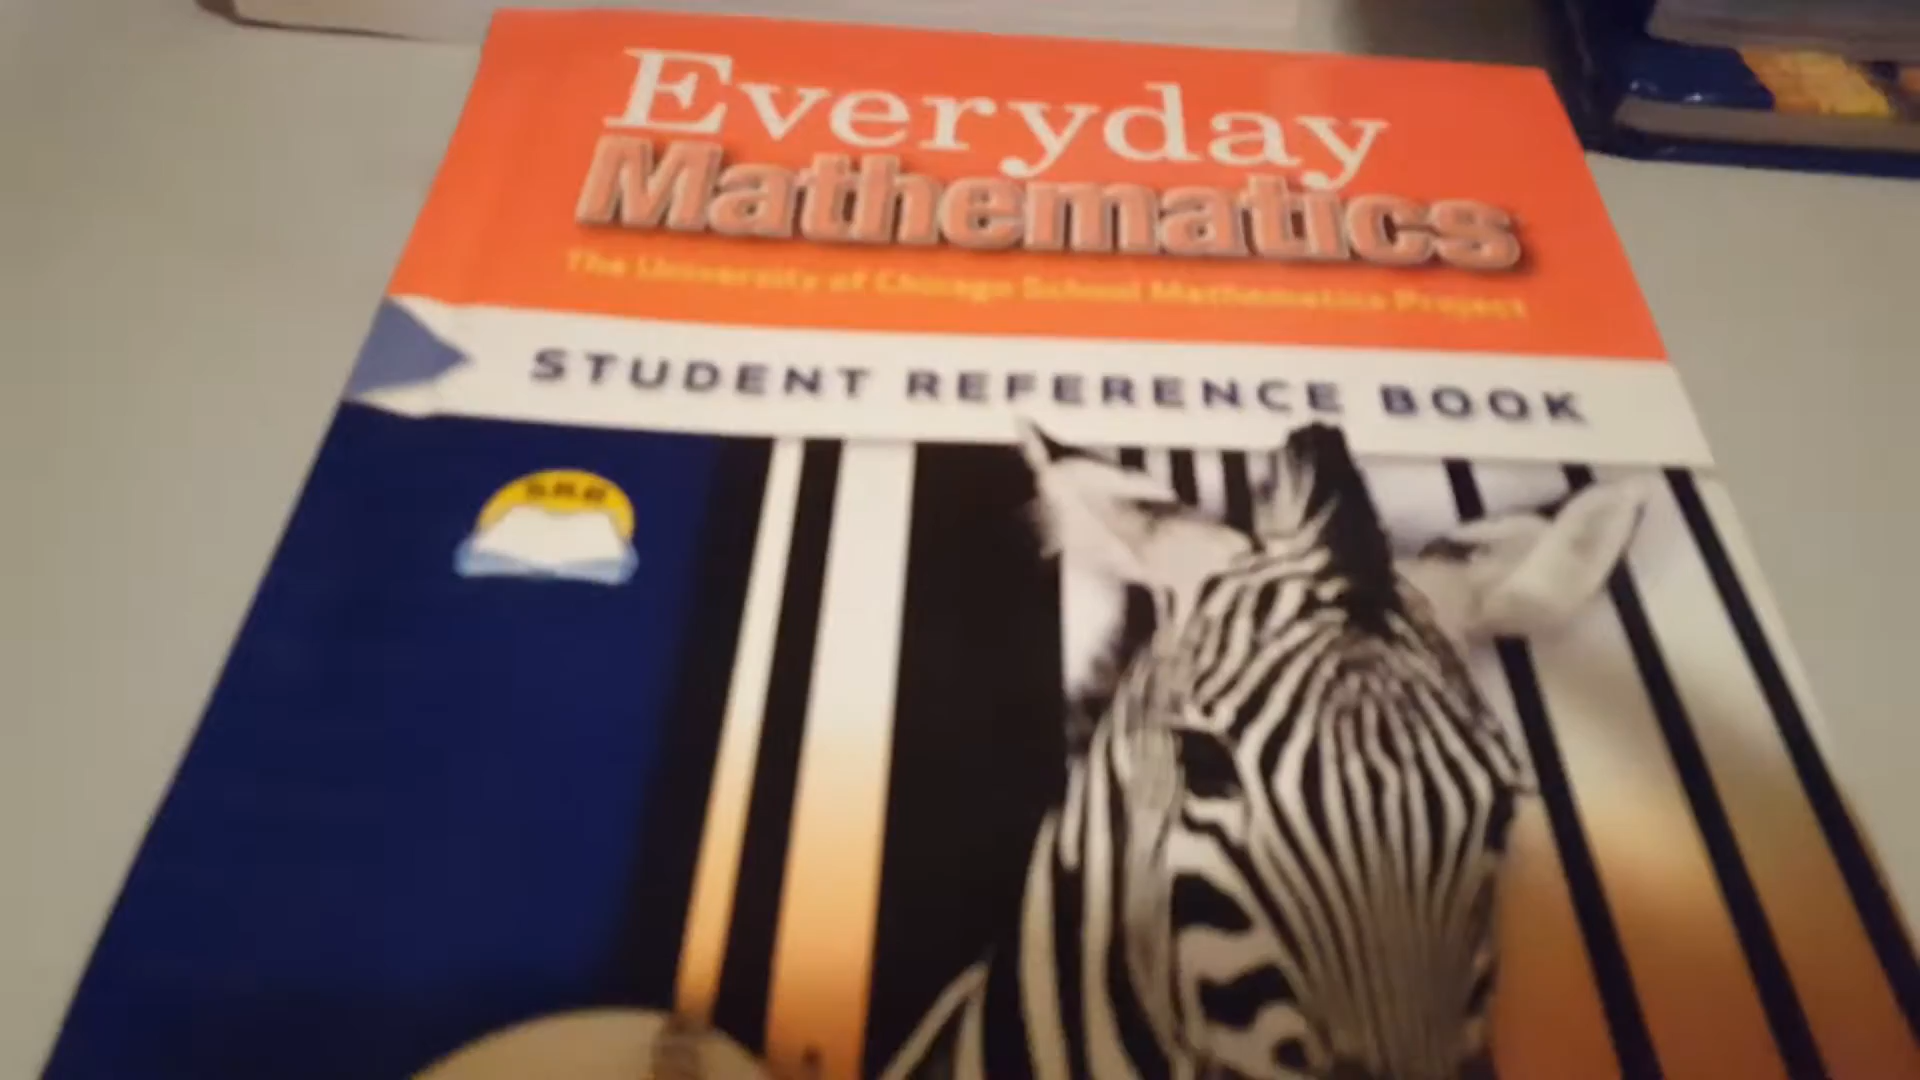 Everyday
Mathematics
The University of Chicago School Mathematics Project
STUDENT REFERENCE BOOK